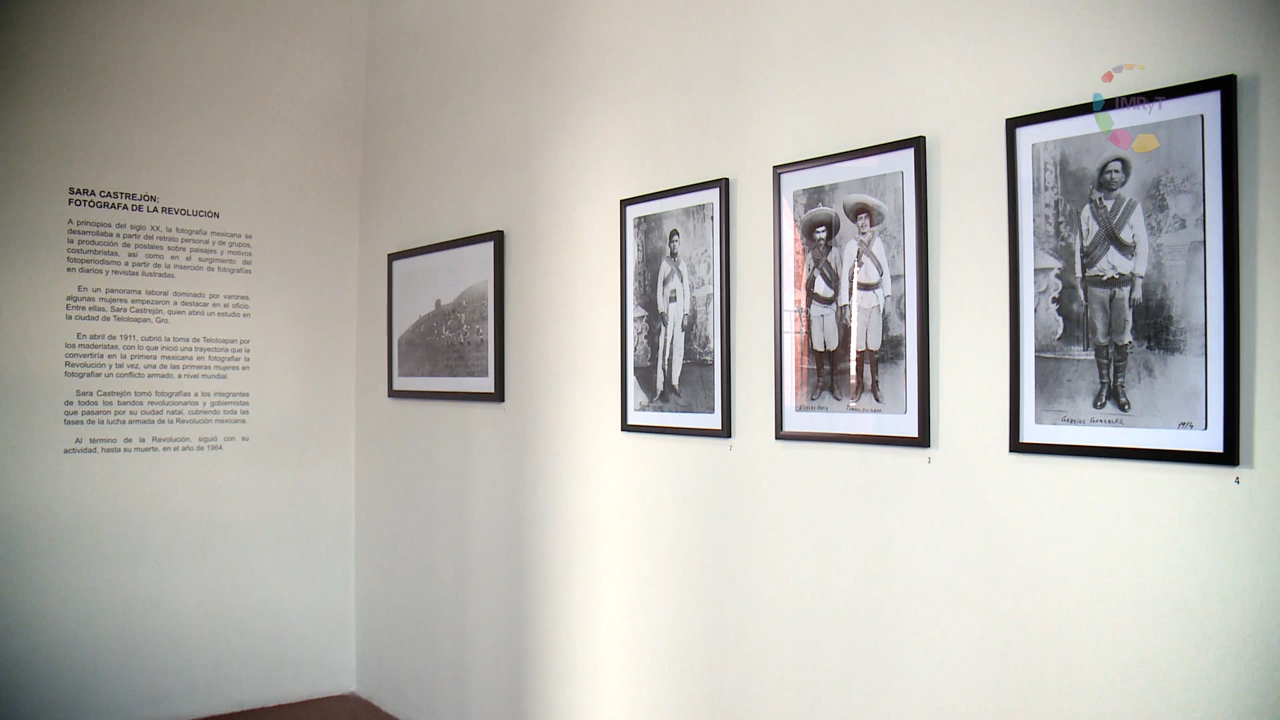 SARA CASTREJÓN;
FOTÓGRAFA DE LA REVOLUCIÓN
A principios del siglo XX, la fotografía mexicana se
desarrollaba a partir del retrato personal y de grupos,
la producción de postales sobre paisajes y motivos
costumbristas, así como en el surgimiento del
fotoperiodismo a partir de la inserción de fotografías
en diarios y revistas ilustradas.
En un panorama laboral dominado por varones,
algunas mujeres empezaron a destacar en el oficio.
Entre ellas, Sara Castrejón, quien abrió un estudio en
la ciudad de Teloloapan, Gro.
En abril de 1911, cubrió la toma de Teloloapan por
los maderistas, con lo que inició una trayectoria que la
convertiría en la primera mexicana en fotografiar la
Revolución y tal vez, una de las primeras mujeres en
fotografiar un conflicto armado, a nivel mundial.
Sara Castrejón tomó fotografías a los integrantes
de todos los bandos revolucionarios y gobiernistas
que pasaron por su ciudad natal, cubriendo toda las
fases de la lucha armada de la Revolución mexicana.
Al término de la Revolución, siguió con su
actividad, hasta su muerte, en el año de 1964.
2
3
Gabriel Gonzalez 1914
4
IMRyT